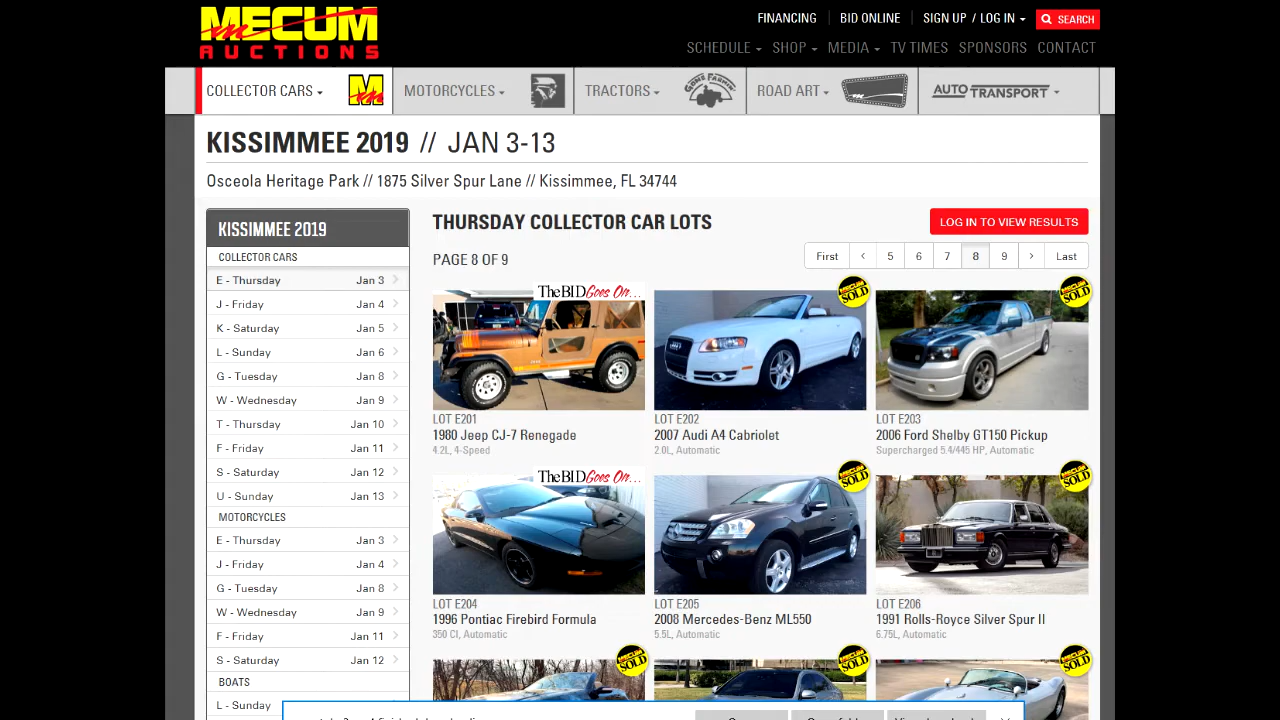 MECUM
AUCTIONS
FINANCING
BID ONLINE
SIGN UP / LOG IN
SEARCH
SCHEDULE
SHOP
MEDIA
TV TIMES
SPONSORS
CONTACT
COLLECTOR CARS
M
MOTORCYCLES
TRACTORS
GONE FARMIN'
ROAD ART
AUTO TRANSPORT
KISSIMMEE 2019 // JAN 3-13
Osceola Heritage Park // 1875 Silver Spur Lane // Kissimmee, FL 34744
KISSIMMEE 2019
COLLECTOR CARS
E - Thursday Jan 3
J - Friday Jan 4
K - Saturday Jan 5
L - Sunday Jan 6
G - Tuesday Jan 8
W - Wednesday Jan 9
T - Thursday Jan 10
F - Friday Jan 11
S - Saturday Jan 12
U - Sunday Jan 13
MOTORCYCLES
E - Thursday Jan 3
J - Friday Jan 4
G - Tuesday Jan 8
W - Wednesday Jan 9
F - Friday Jan 11
S - Saturday Jan 12
BOATS
L - Sunday
THURSDAY COLLECTOR CAR LOTS
LOG IN TO VIEW RESULTS
PAGE 8 OF 9
First ‹ 5 6 7 8 9 › Last
The BID Goes On...
LOT E201
1980 Jeep CJ-7 Renegade
4.2L, 4-Speed
MECUM
SOLD
LOT E202
2007 Audi A4 Cabriolet
2.0L, Automatic
MECUM
SOLD
LOT E203
2006 Ford Shelby GT150 Pickup
Supercharged 5.4/445 HP, Automatic
The BID Goes On...
LOT E204
1996 Pontiac Firebird Formula
350 CI, Automatic
MECUM
SOLD
LOT E205
2008 Mercedes-Benz ML550
5.5L, Automatic
MECUM
SOLD
LOT E206
1991 Rolls-Royce Silver Spur II
6.75L, Automatic
MECUM
SOLD
MECUM
SOLD
MECUM
SOLD